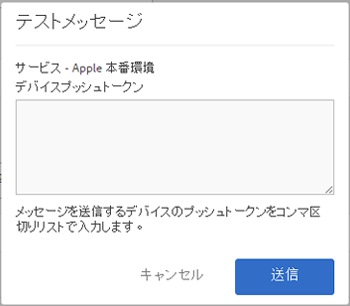 テストメッセージ
サービス - Apple 本番環境
デバイスプッシュトークン
メッセージを送信するデバイスのプッシュトークンをコンマ区
切りリストで入力します。
キャンセル
送信